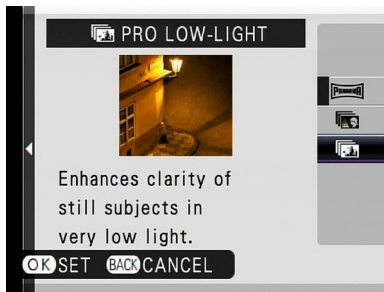 PRO LOW-LIGHT
Enhances clarity of
still subjects in
very low light.
OK SET BACK CANCEL